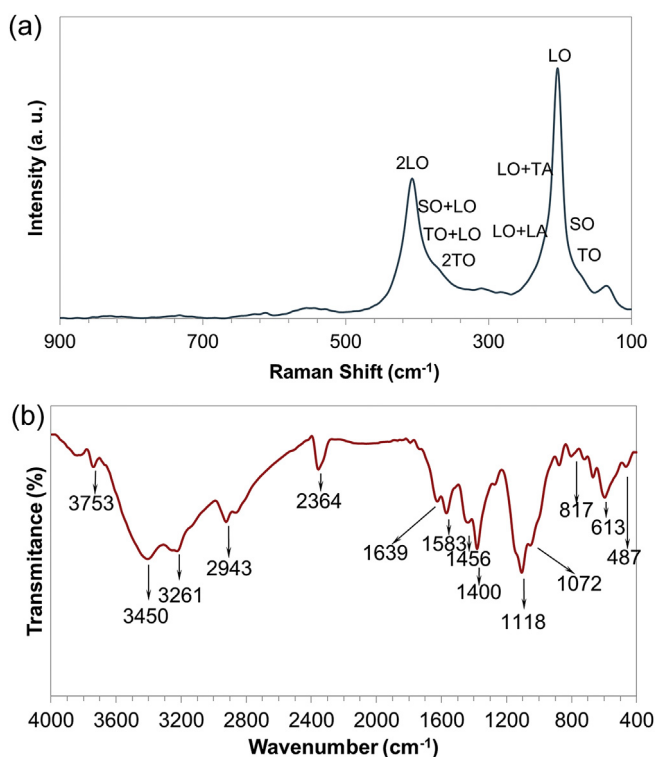 (a)
Intensity (a. u.)
LO
2LO
LO+TA
SO+LO
LO+LA
SO
TO+LO
2TO
TO
900
700
500
300
100
Raman Shift (cm-1)
(b)
Transmitance (%)
3753
3450
3261
2943
2364
1639
1583
1456
1400
1118
1072
817
613
487
4000
3600
3200
2800
2400
2000
1600
1200
800
400
Wavenumber (cm-1)